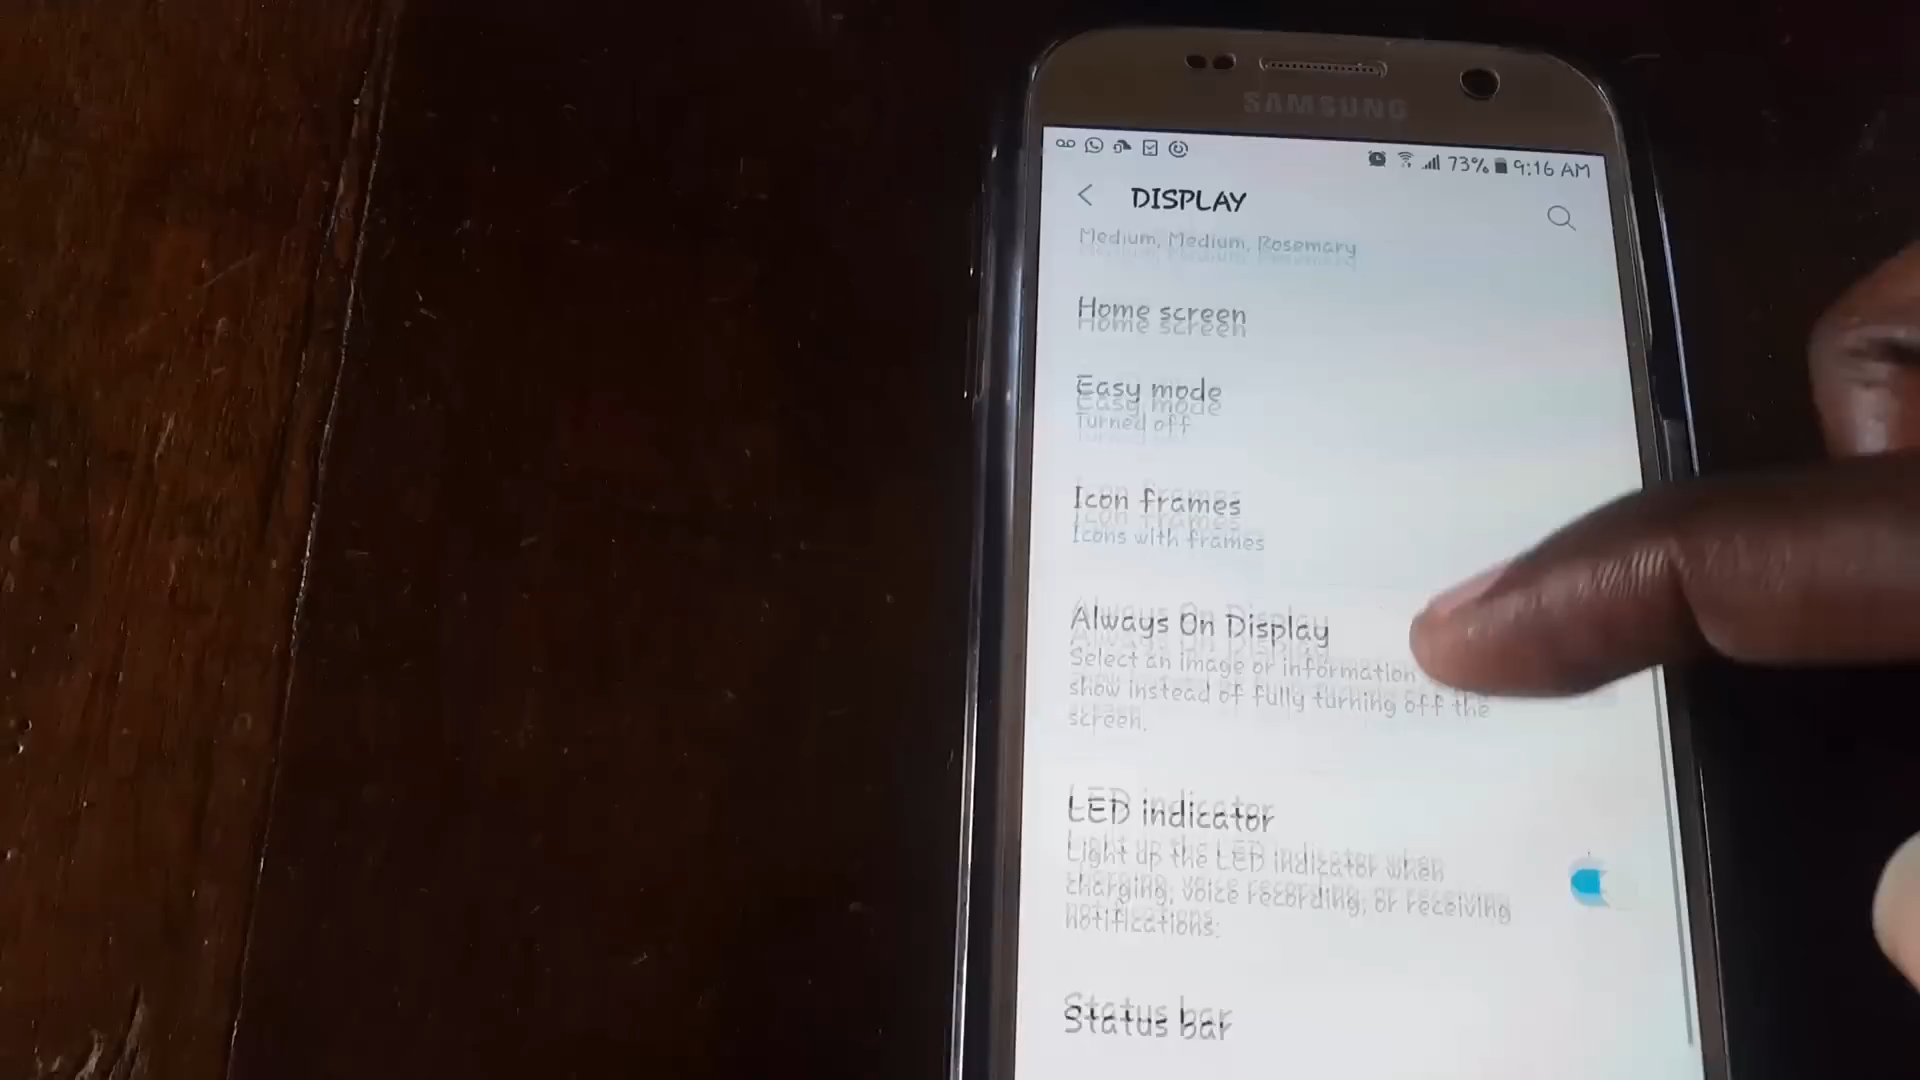 SAMSUNG
73% 9:16 AM
DISPLAY
Medium, Medium, Rosemary
Home screen
Easy mode
Turned off
Icon frames
Icons with frames
Always On Display
Select an image or information
show instead of fully turning off the
screen.
LED indicator
Light up the LED indicator when
charging, voice recording, or receiving
notifications.
Status bar